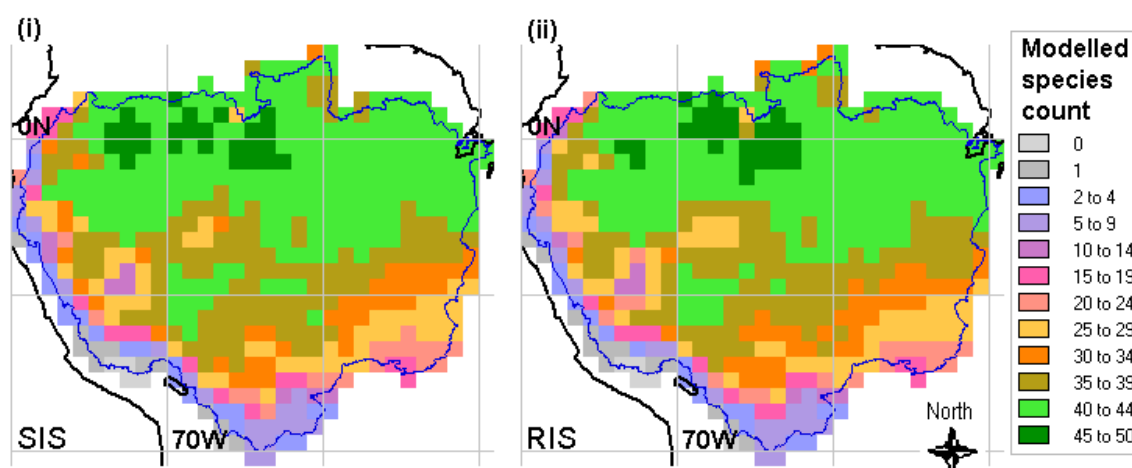 (i)
0N
SIS
70W
(ii)
0N
RIS
70W
North
Modelled
species
count
0
1
2 to 4
5 to 9
10 to 14
15 to 19
20 to 24
25 to 29
30 to 34
35 to 39
40 to 44
45 to 50